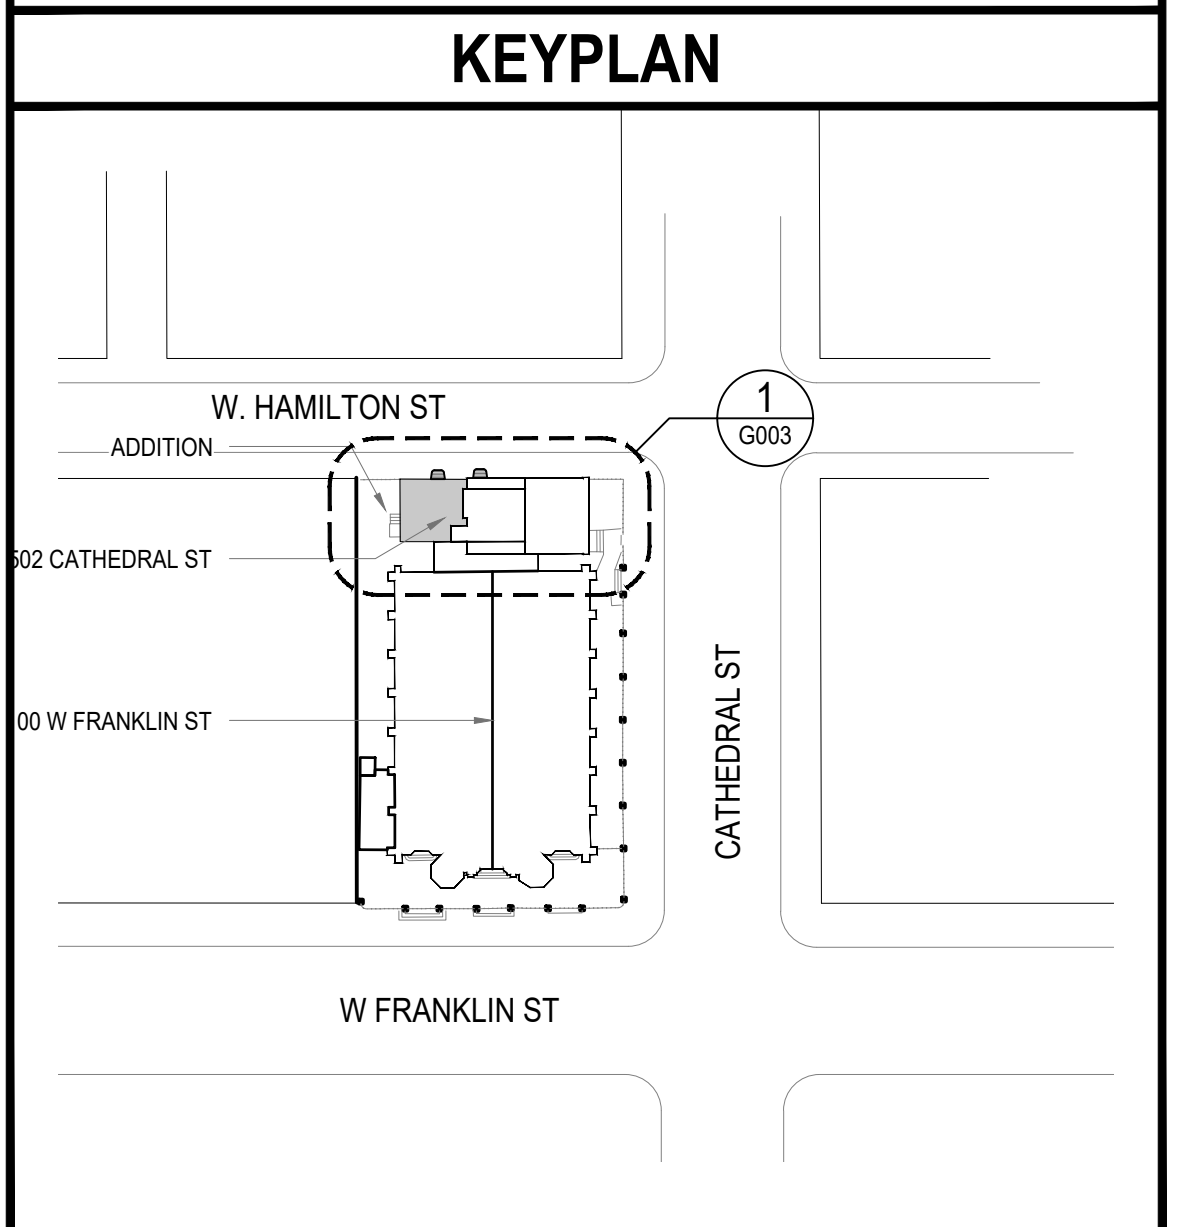 KEYPLAN
W. HAMILTON ST
1
G003
ADDITION
502 CATHEDRAL ST
00 W FRANKLIN ST
CATHEDRAL ST
W FRANKLIN ST